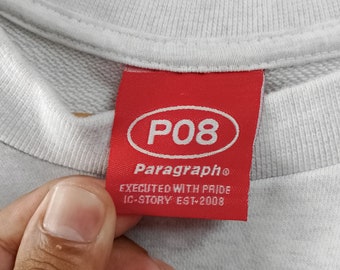 P08
Paragraph®
EXECUTED WITH PRIDE
IC-STORY EST-2008